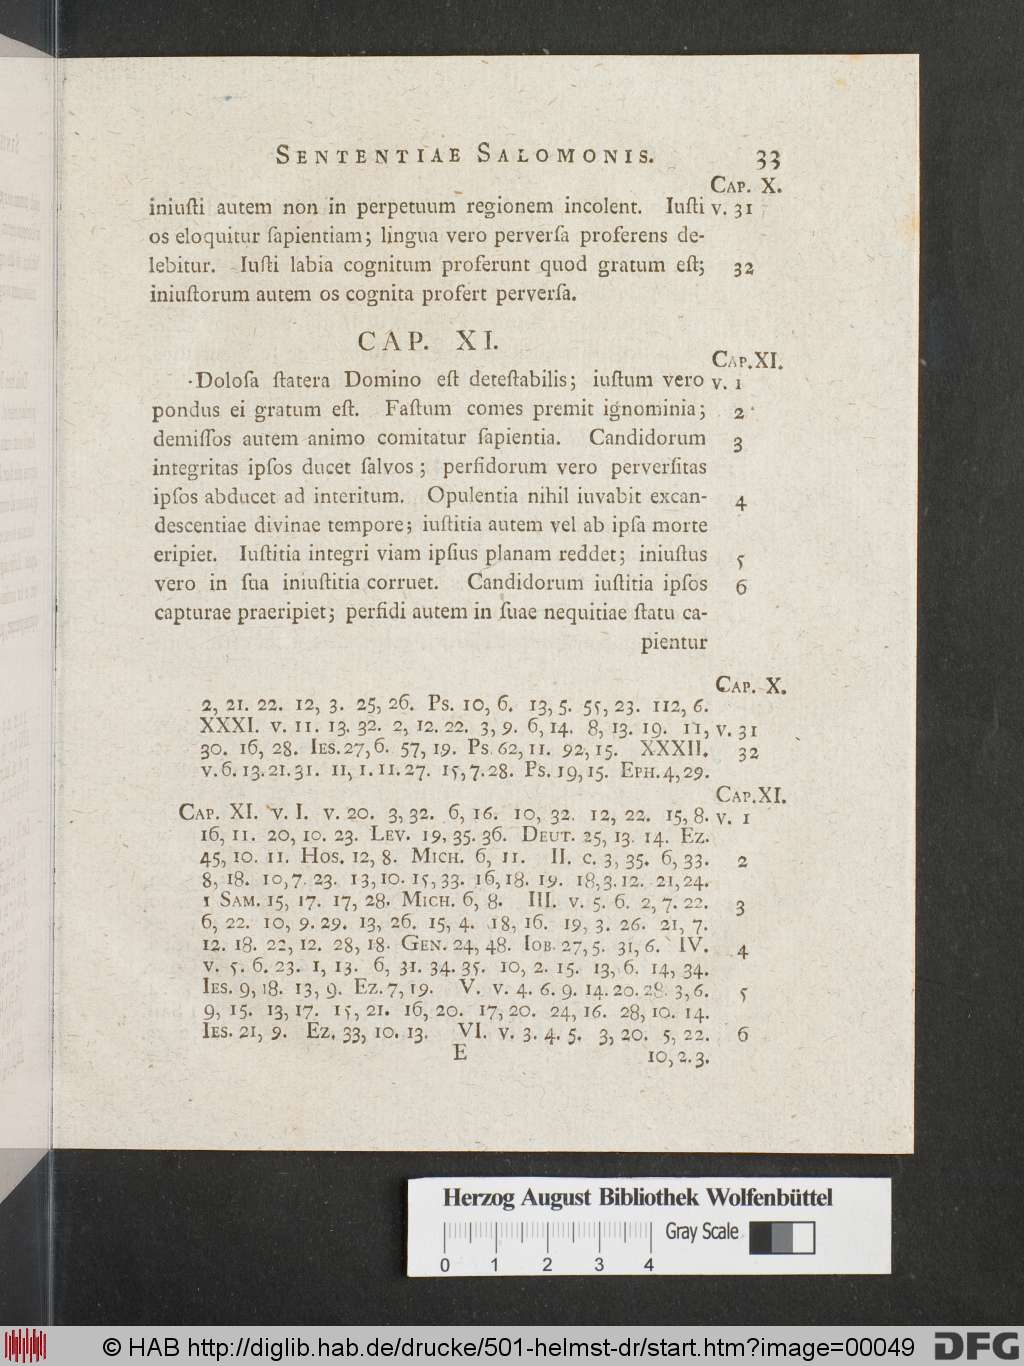 SENTENTIAE SALOMONIS. 33
CAP. X.
iniuſti autem non in perpetuum regionem incolent. Iuſti v. 31
os eloquitur ſapientiam; lingua vero perverſa proferens de-
lebitur. Iuſti labia cognitum proferunt quod gratum eſt; 32
iniuſtorum autem os cognita profert perverſa.
CAP. XI.
CAP. XI.
Doloſa ſtatera Domino eſt deteſtabilis; iuſtum vero v. 1
pondus ei gratum eſt. Faſtum comes premit ignominia; 2
demiſſos autem animo comitatur ſapientia. Candidorum 3
integritas ipſos ducet ſalvos; perfidorum vero perverſitas
ipſos abducet ad interitum. Opulentia nihil iuvabit excan- 4
descentiae divinae tempore; iuſtitia autem vel ab ipſa morte
eripiet. Iuſtitia integri viam ipſius planam reddet; iniuſtus 5
vero in ſua iniuſtitia corruet. Candidorum iuſtitia ipſos 6
capturae praeripiet; perfidi autem in ſuae nequitiae ſtatu ca-
pientur
CAP. X.
2, 21. 22. 12, 3. 25, 26. PS. 10, 6. 13, 5. 55, 23. 112, 6.
XXXI. v. 11. 13. 32. 2, 12. 22. 3, 9. 6, 14. 8, 13. 19. 11, v. 31
30. 16, 28. IES. 27, 6. 57, 19. PS. 62, 11. 92, 15. XXXII. 32
v. 6. 13. 21. 31. 11, 1. 11. 27. 15, 7. 28. PS. 19, 15. EPH. 4, 29.
CAP. XI.
CAP. XI. v. I. v. 20. 3, 32. 6, 16. 10, 32. 12, 22. 15, 8. v. 1
16, 11. 20, 10. 23. LEV. 19, 35. 36. DEUT. 25, 13. 14. EZ.
45, 10. 11. HOS. 12, 8. MICH. 6, 11. II. c. 3, 35. 6, 33. 2
8, 18. 10, 7. 23. 13, 10. 15, 33. 16, 18. 19. 18, 3. 12. 21, 24.
1 SAM. 15, 17. 17, 28. MICH. 6, 8. III. v. 5. 6. 2, 7. 22. 3
6, 22. 10, 9. 29. 13, 26. 15, 4. 18, 16. 19, 3. 26. 21, 7.
12. 18. 22, 12. 28, 18. GEN. 24, 48. IOB. 27, 5. 31, 6. IV. 4
v. 5. 6. 23. 1, 13. 6, 31. 34. 35. 10, 2. 15. 13, 6. 14, 34.
IES. 9, 18. 13, 9. EZ. 7, 19. V. v. 4. 6. 9. 14. 20. 28. 3, 6. 5
9, 15. 13, 17. 15, 21. 16, 20. 17, 20. 24, 16. 28, 10. 14.
IES. 21, 9. EZ. 33, 10. 13. VI. v. 3. 4. 5. 3, 20. 5, 22. 6
E 10, 2. 3.
Herzog August Bibliothek Wolfenbüttel
Gray Scale
0 1 2 3 4
© HAB http://diglib.hab.de/drucke/501-helmst-dr/start.htm?image=00049
DFG